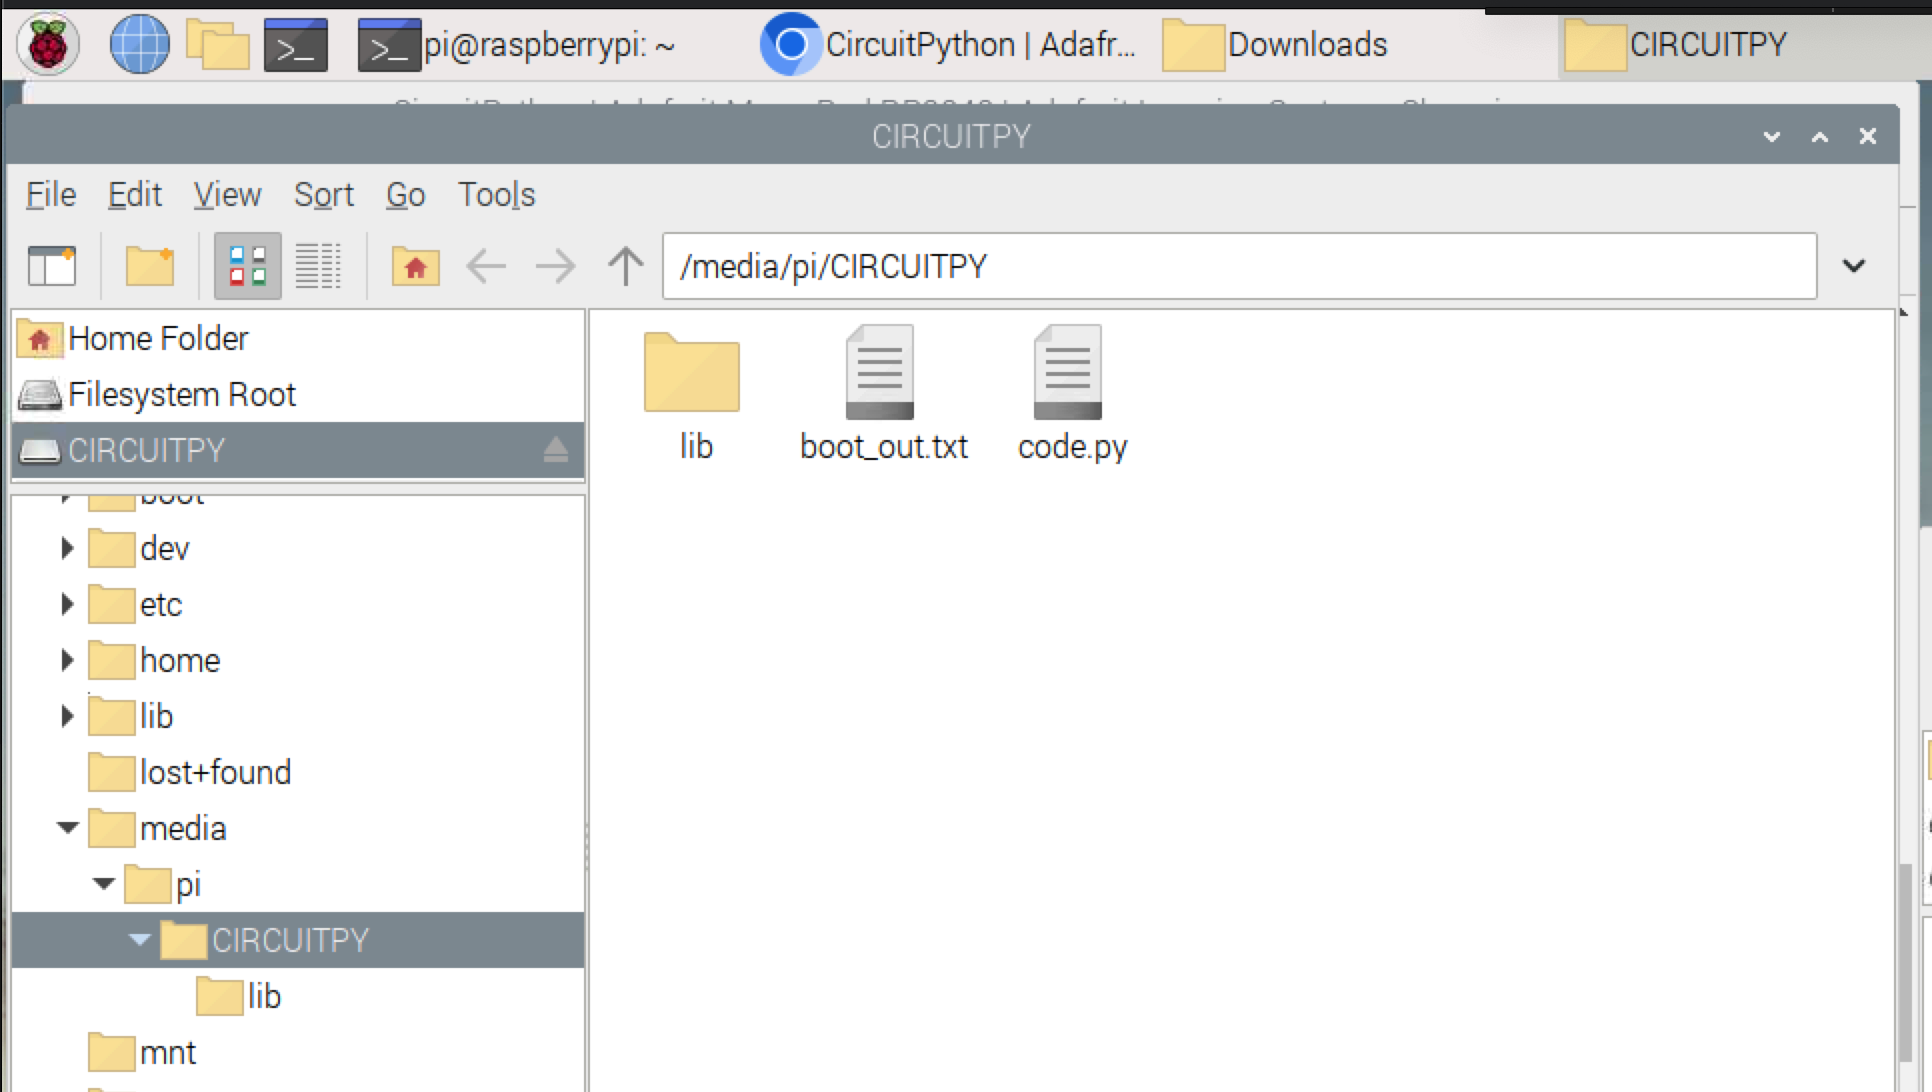 pi@raspberrypi: ~ CircuitPython | Adafr... Downloads CIRCUITPY
CIRCUITPY
File Edit View Sort Go Tools
/media/pi/CIRCUITPY
Home Folder
Filesystem Root
CIRCUITPY
lib boot_out.txt code.py
boot
dev
etc
home
lib
lost+found
media
pi
CIRCUITPY
lib
mnt